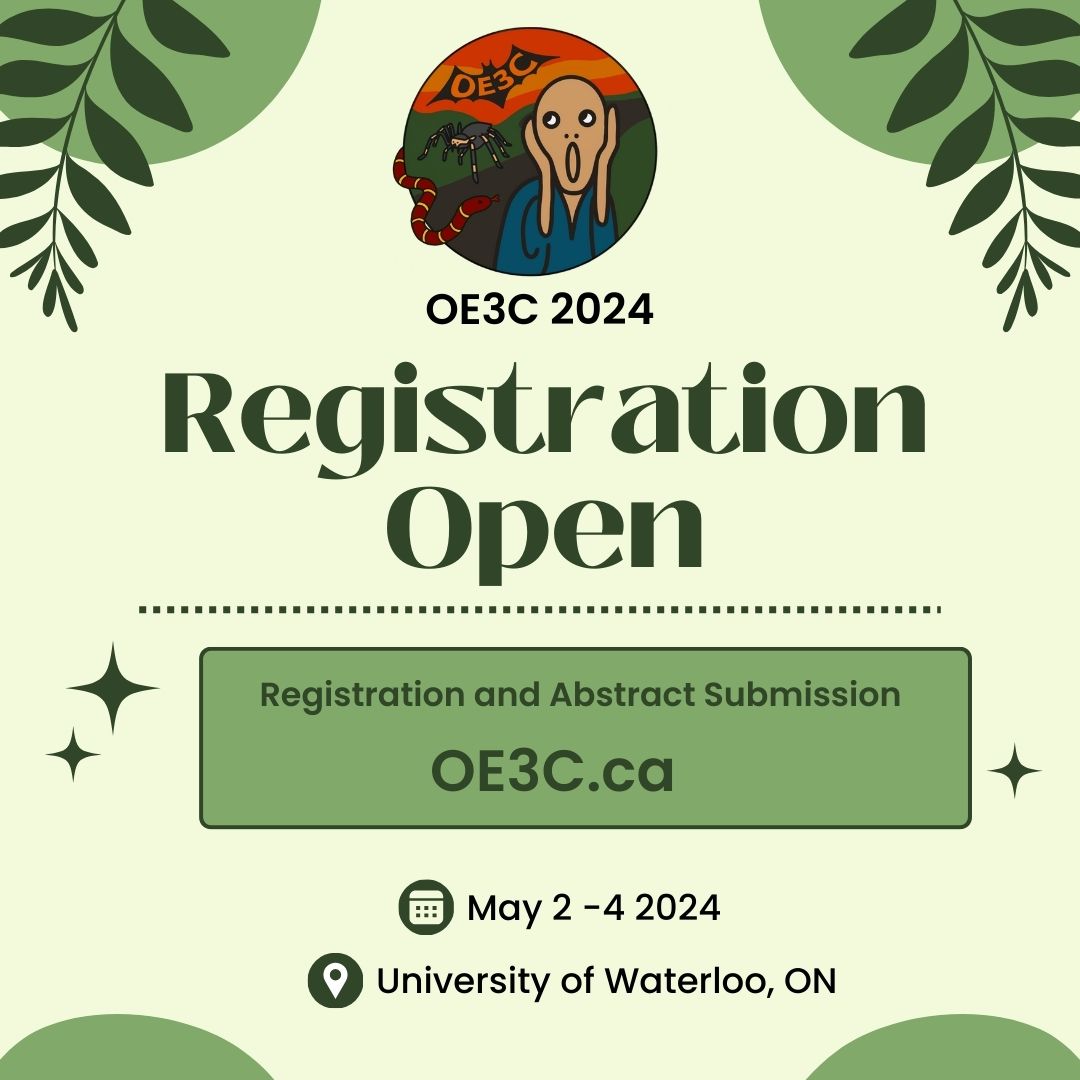 OE3C
OE3C 2024
Registration
Open
Registration and Abstract Submission
OE3C.ca
May 2 -4 2024
University of Waterloo, ON